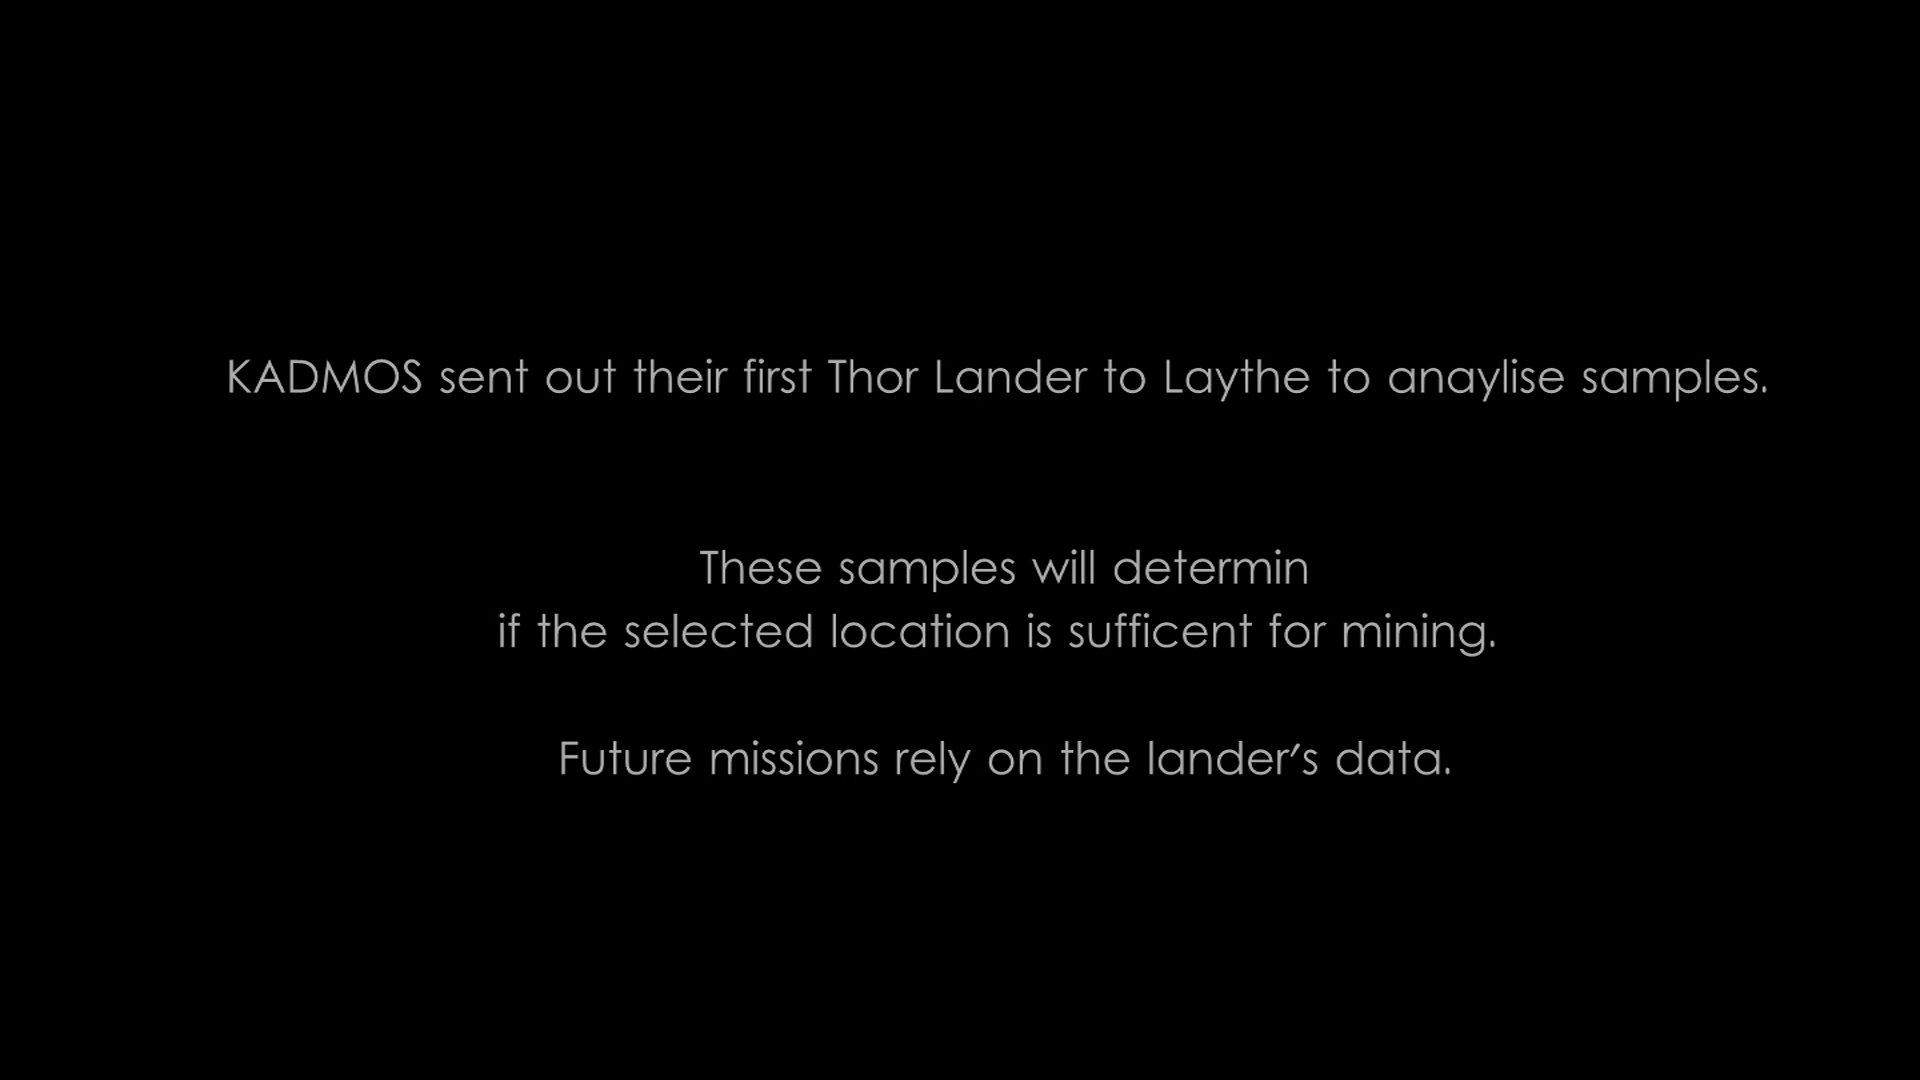 KADMOS sent out their first Thor Lander to Laythe to anaylise samples.
These samples will determin
if the selected location is sufficent for mining.
Future missions rely on the lander's data.